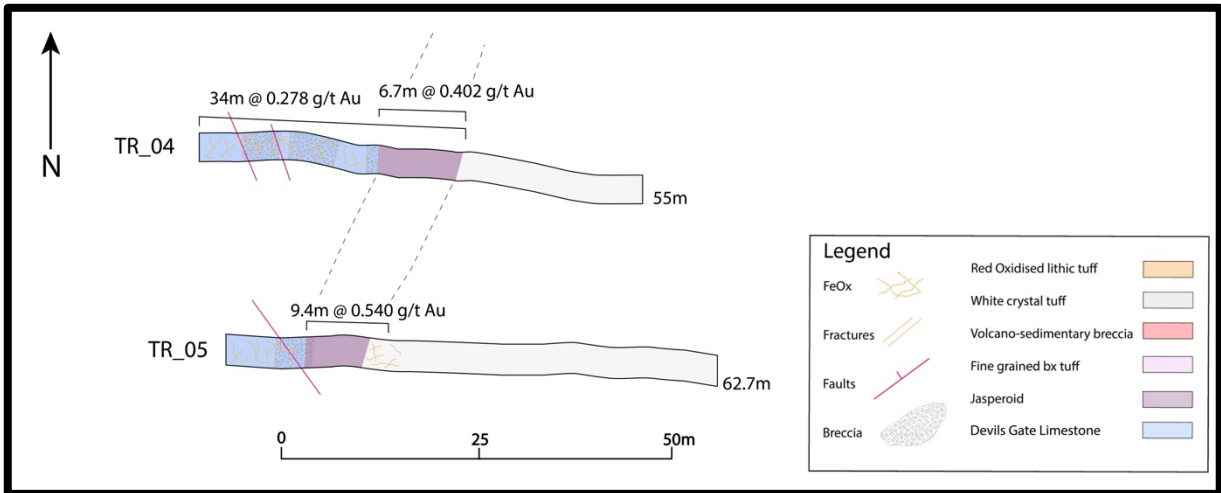 N
34m @ 0.278 g/t Au
6.7m @ 0.402 g/t Au
TR_04
55m
9.4m @ 0.540 g/t Au
TR_05
62.7m
0 25 50m
Legend
FeOx
Fractures
Faults
Breccia
Red Oxidised lithic tuff
White crystal tuff
Volcano-sedimentary breccia
Fine grained bx tuff
Jasperoid
Devils Gate Limestone